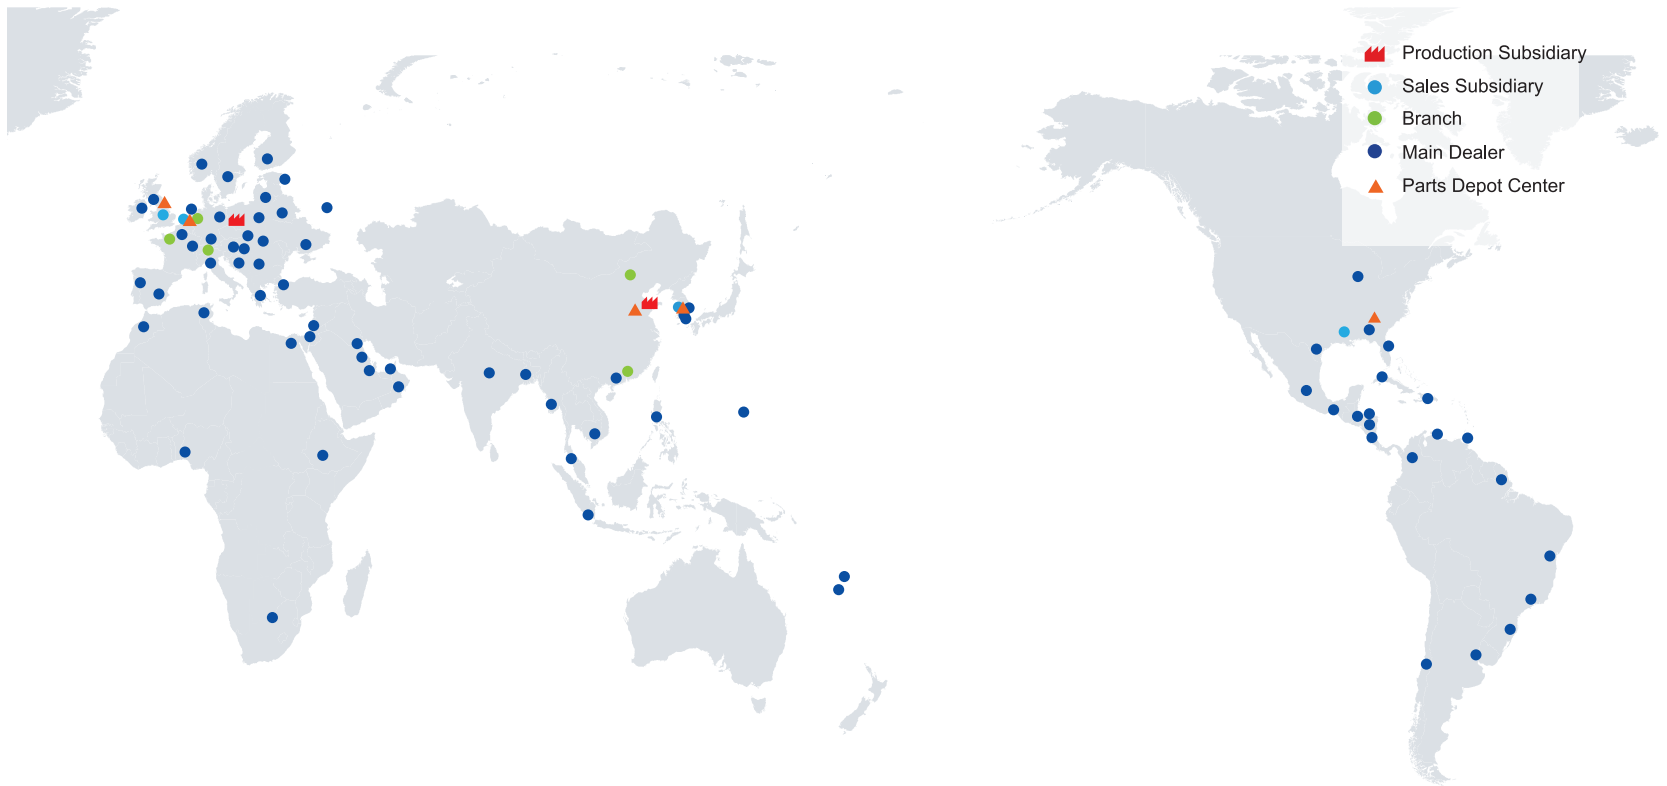 Production Subsidiary
Sales Subsidiary
Branch
Main Dealer
Parts Depot Center